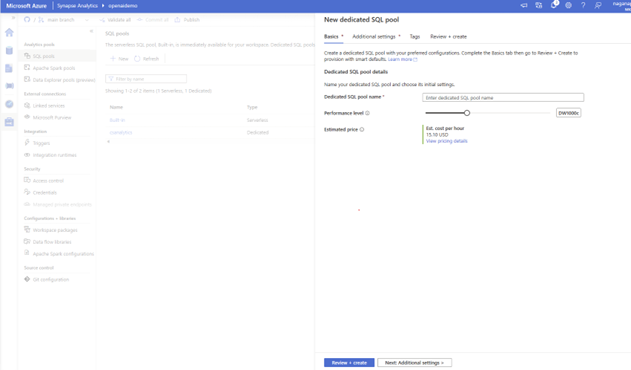 Microsoft Azure
Synapse Analytics
openaidemo
main branch
Validate all
Commit all
Publish
Analytics pools
SQL pools
Apache Spark pools
Data Explorer pools (preview)
External connections
Linked services
Microsoft Purview
Integration
Triggers
Integration runtimes
Security
Access control
Credentials
Managed private endpoints
Configurations + libraries
Workspace packages
Data flow libraries
Apache Spark configurations
Source control
Git configuration
SQL pools
The serverless SQL pool, Built-in, is immediately available for your workspace. Dedicated SQL pools
New
Refresh
Filter by name
Showing 1-2 of 2 items (1 Serverless, 1 Dedicated)
Name Type
Built-in Serverless
Dedicated
New dedicated SQL pool
Basics * Additional settings * Tags Review + create
Create a dedicated SQL pool with your preferred configurations. Complete the Basics tab then go to Review + Create to
provision with smart defaults. Learn more
Dedicated SQL pool details
Name your dedicated SQL pool and choose its initial settings.
Dedicated SQL pool name * Enter dedicated SQL pool name
Performance level DW1000c
Estimated price Est. cost per hour
15.10 USD
View pricing details
Review + create
Next: Additional settings >